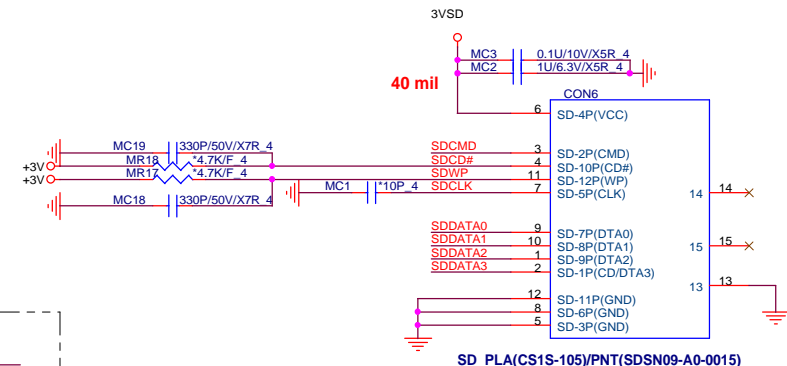 3VSD
MC3 0.1U/10V/X5R_4
MC2 1U/6.3V/X5R_4
40 mil
CON6
6 SD-4P(VCC)
MC19 330P/50V/X7R_4
SDCMD 3 SD-2P(CMD)
+3V MR18 *4.7K/F_4 SDCD# 4 SD-10P(CD#)
+3V MR17 *4.7K/F_4 SDWP 11 SD-12P(WP)
MC1 *10P_4 SDCLK 7 SD-5P(CLK) 14 14
MC18 330P/50V/X7R_4
SDDATA0 9 SD-7P(DTA0)
SDDATA1 10 SD-8P(DTA1) 15 15
SDDATA2 1 SD-9P(DTA2)
SDDATA3 2 SD-1P(CD/DTA3)
13 13
12 SD-11P(GND)
8 SD-6P(GND)
5 SD-3P(GND)
SD PLA(CS1S-105)/PNT(SDSN09-A0-0015)